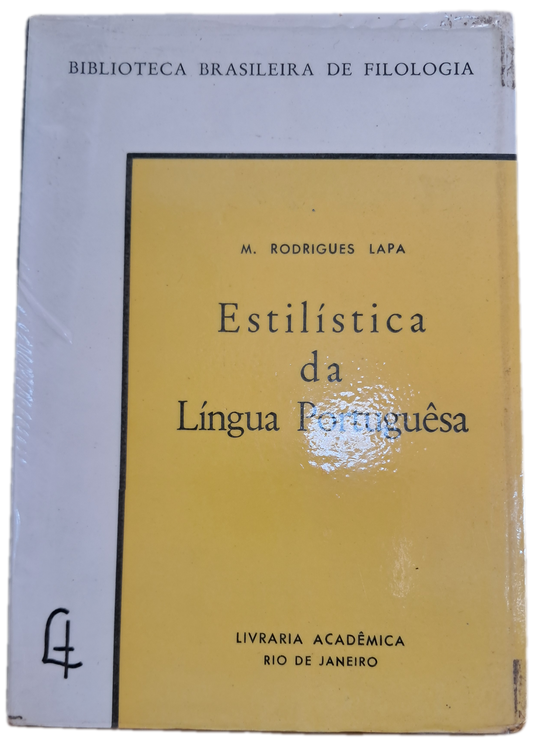 BIBLIOTECA BRASILEIRA DE FILOLOGIA
M. RODRIGUES LAPA
Estilística
da
Língua Portuguêsa
LIVRARIA ACADÊMICA
RIO DE JANEIRO